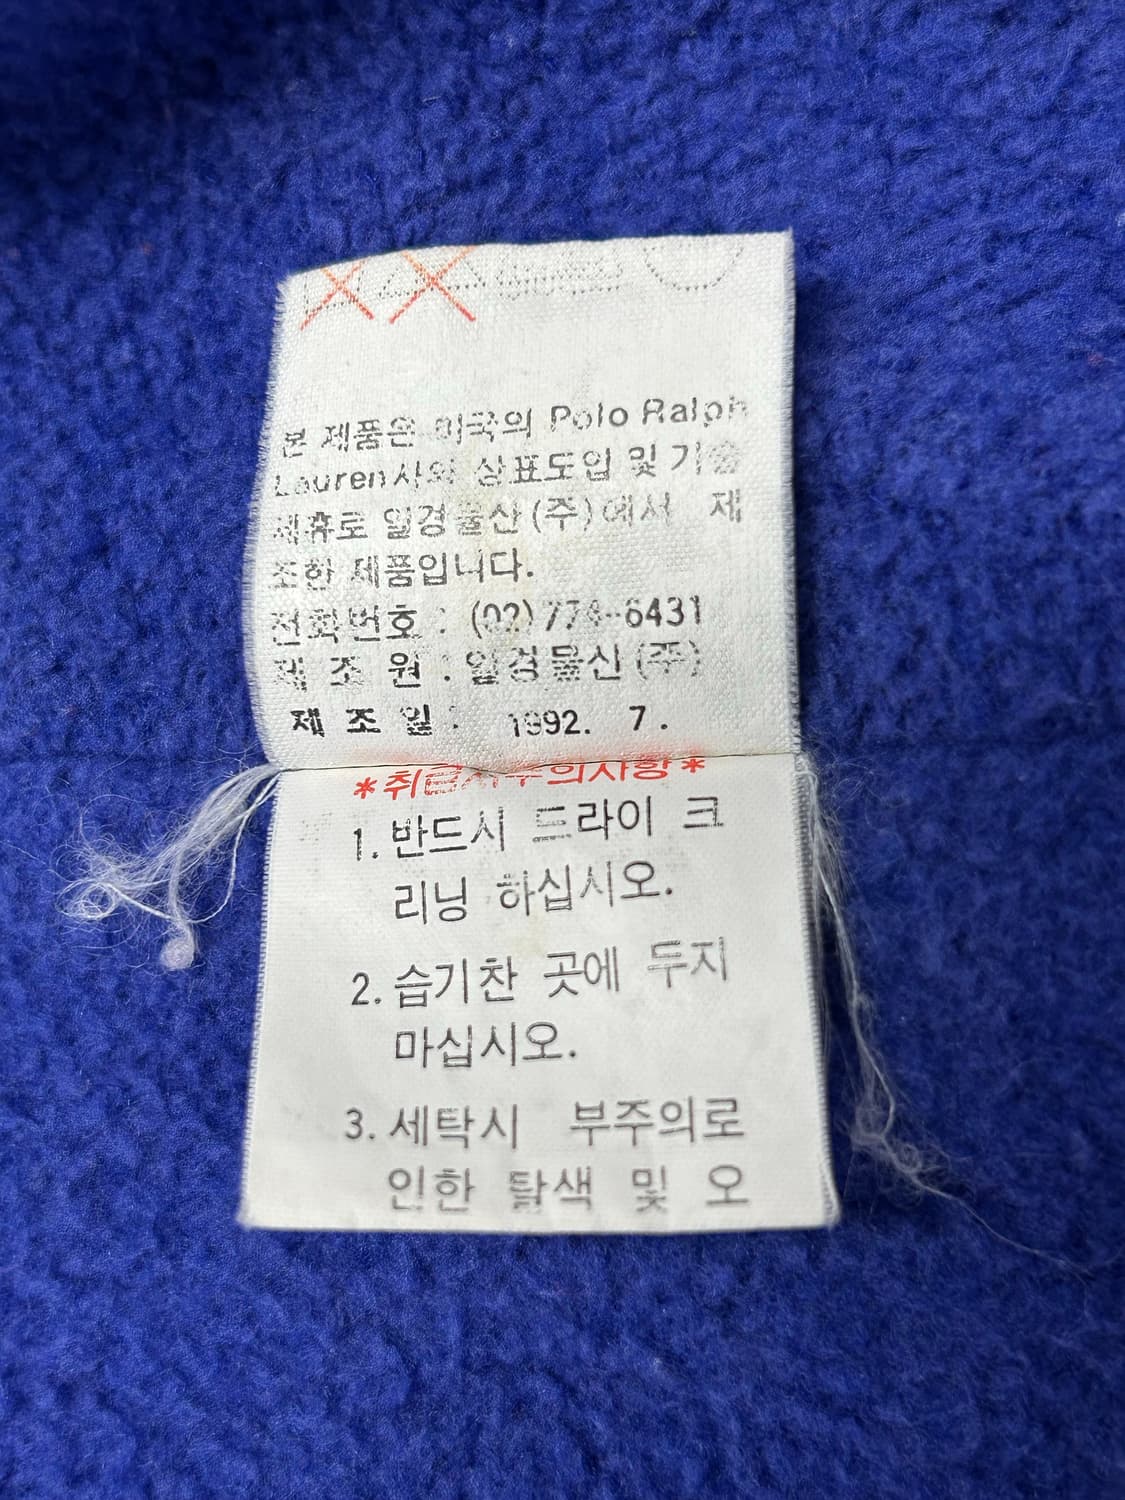 본 제품은 미국의 Polo Ralph
Lauren사와 상표도입 및 기술
제휴로 일경물산(주)에서 제
조한 제품입니다.
전화번호 : (02)
제 조 원 : 일경물산(주)
제 조 일 : 1992. 7.
*취급시주의사항*
1. 반드시 드라이 크
리닝 하십시오.
2. 습기찬 곳에 두지
마십시오.
3. 세탁시 부주의로
인한 탈색 및 오